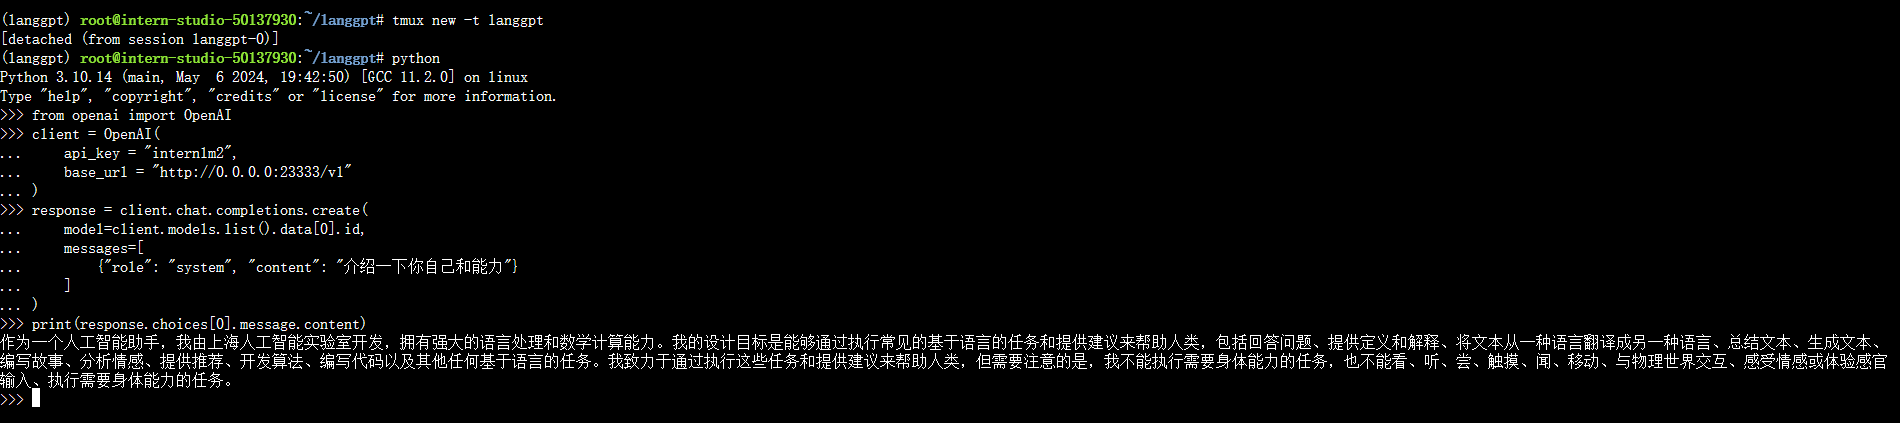 (langgpt) root@intern-studio-50137930:~/langgpt# tmux new -t langgpt
[detached (from session langgpt-0)]
(langgpt) root@intern-studio-50137930:~/langgpt# python
Python 3.10.14 (main, May  6 2024, 19:42:50) [GCC 11.2.0] on linux
Type "help", "copyright", "credits" or "license" for more information.
>>> from openai import OpenAI
>>> client = OpenAI(
...     api_key = "internlm2",
...     base_url = "http://0.0.0.0:23333/v1"
... )
>>> response = client.chat.completions.create(
...     model=client.models.list().data[0].id,
...     messages=[
...         {"role": "system", "content": "介绍一下你自己和能力"}
...     ]
... )
>>> print(response.choices[0].message.content)
作为一个人工智能助手，我由上海人工智能实验室开发，拥有强大的语言处理和数学计算能力。我的设计目标是能够通过执行常见的基于语言的任务和提供建议来帮助人类，包括回答问题、提供定义和解释、将文本从一种语言翻译成另一种语言、总结文本、生成文本、
编写故事、分析情感、提供推荐、开发算法、编写代码以及其他任何基于语言的任务。我致力于通过执行这些任务和提供建议来帮助人类，但需要注意的是，我不能执行需要身体能力的任务，也不能看、听、尝、触摸、闻、移动、与物理世界交互、感受情感或体验感官
输入、执行需要身体能力的任务。
>>>